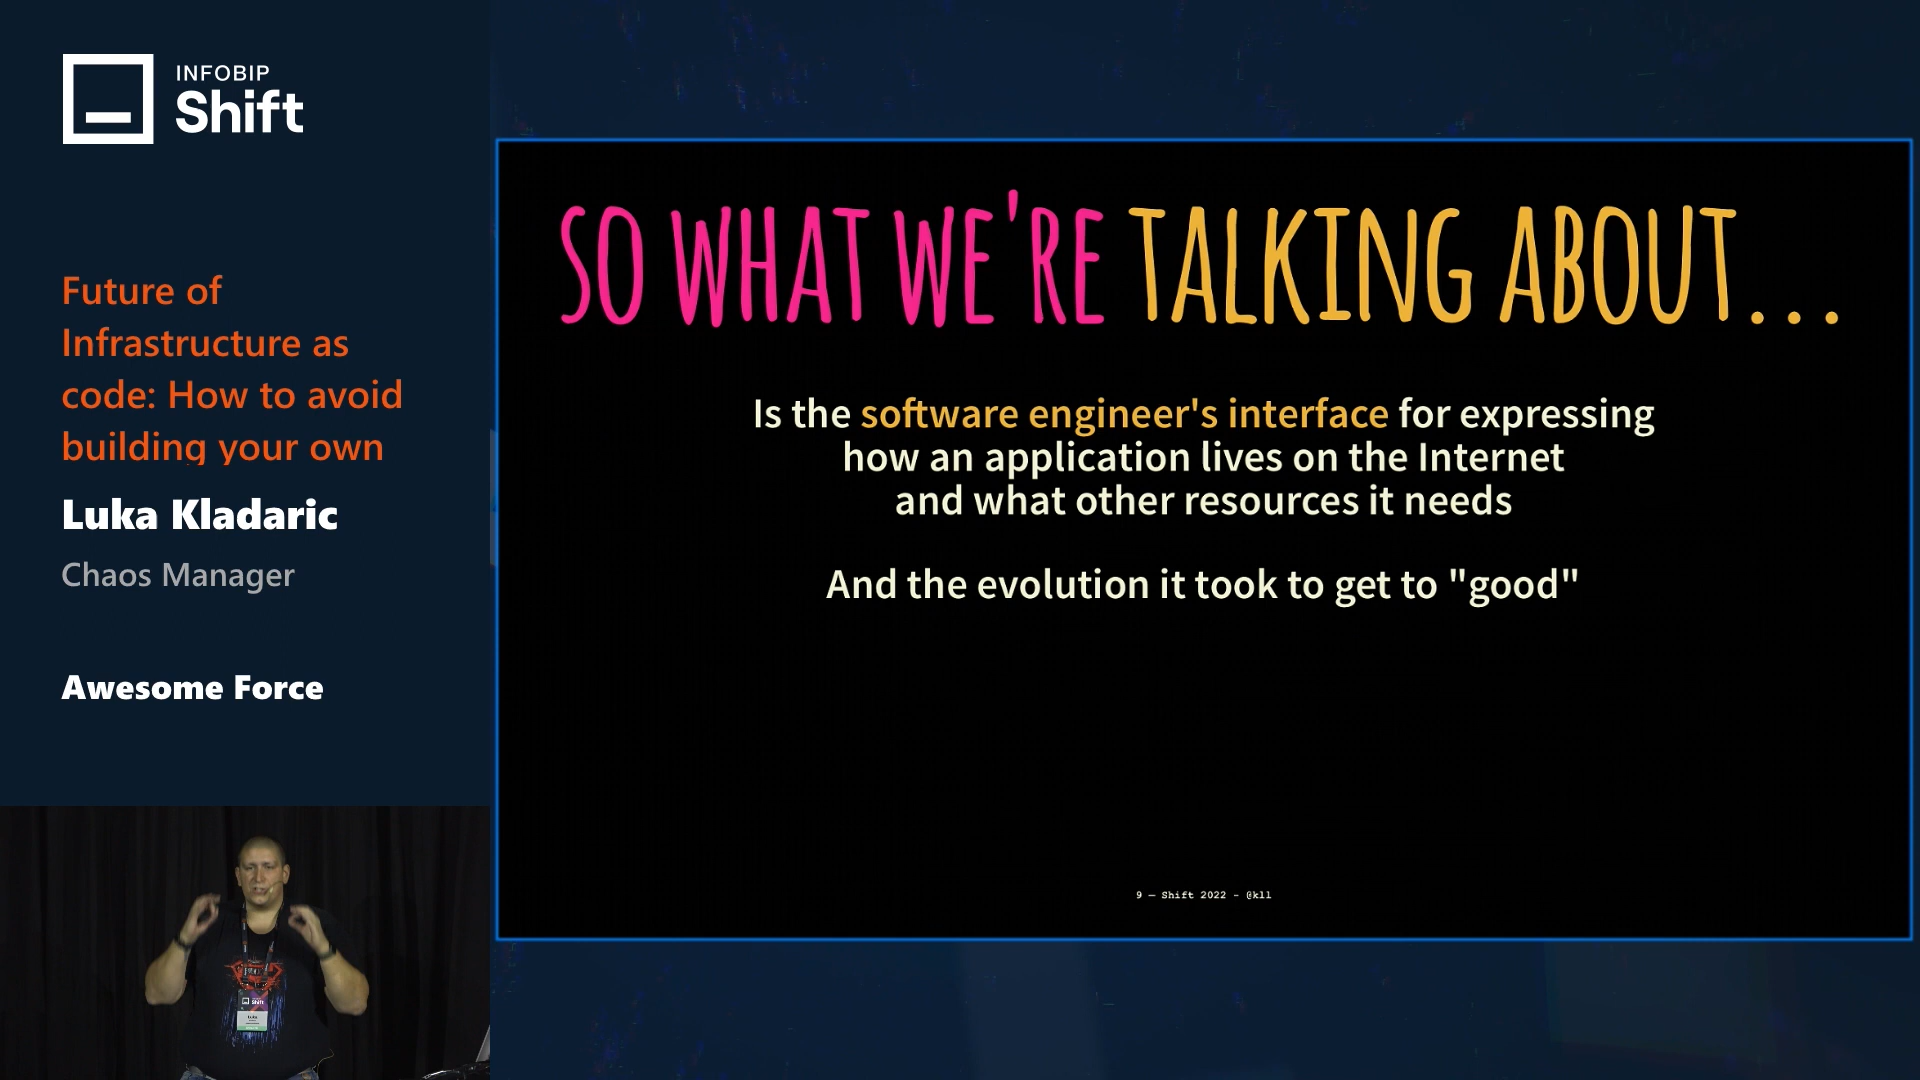 INFOBIP
Shift
Future of
Infrastructure as
code: How to avoid
building your own
Luka Kladaric
Chaos Manager
Awesome Force
SO WHAT WE'RE TALKING ABOUT...
Is the software engineer's interface for expressing
how an application lives on the Internet
and what other resources it needs
And the evolution it took to get to "good"
9 — Shift 2022 - @kll
Shift
Luka